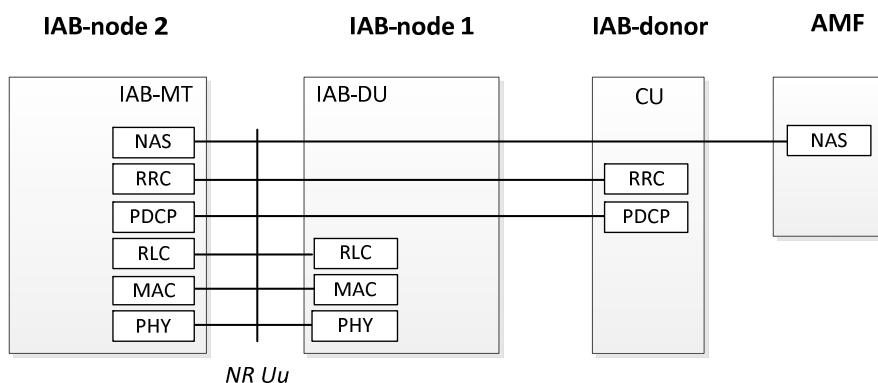 IAB-node 2 IAB-node 1 IAB-donor AMF
IAB-MT IAB-DU CU
NAS NAS
RRC RRC
PDCP PDCP
RLC RLC
MAC MAC
PHY PHY
NR Uu